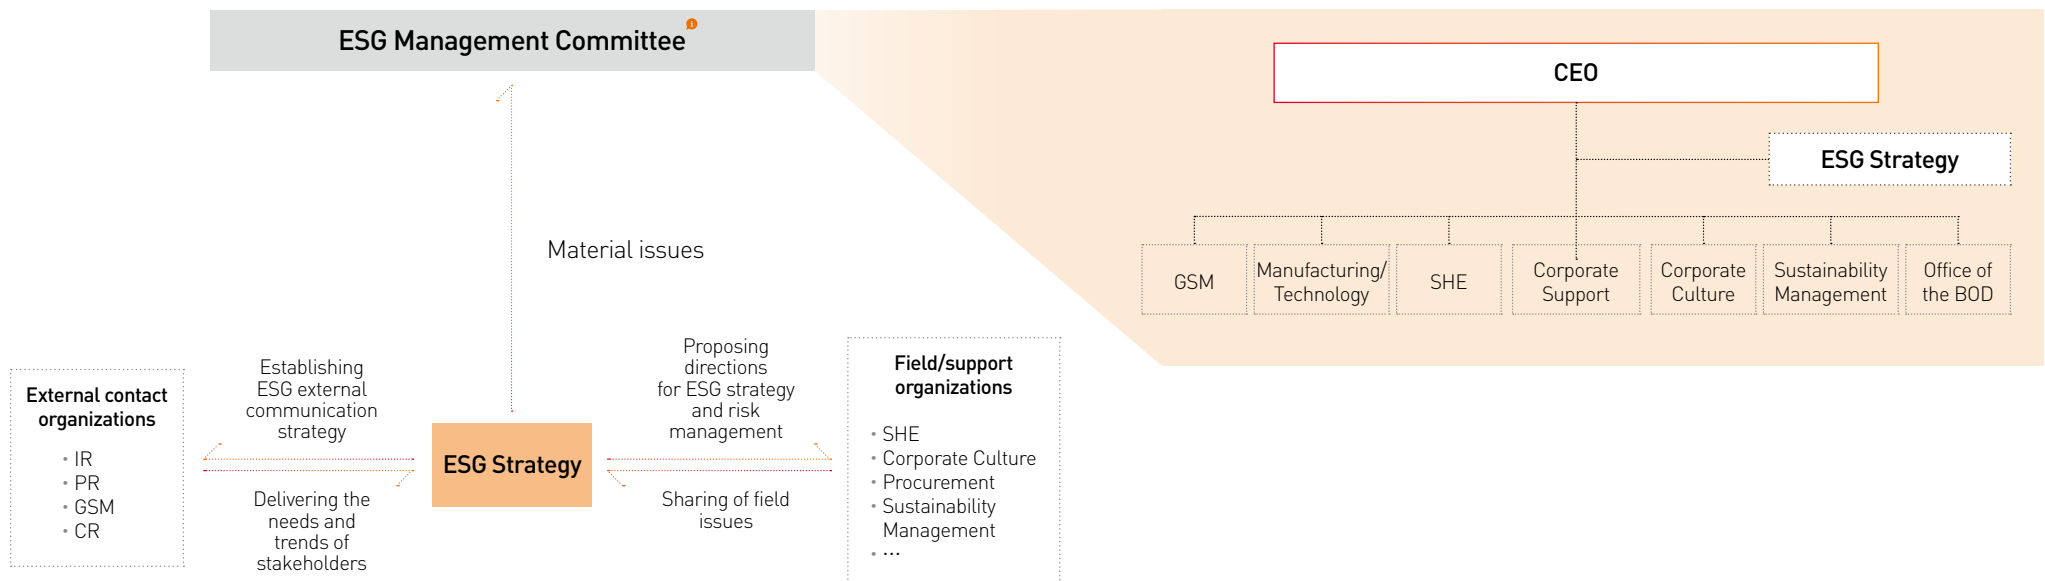 ESG Management Committee
i
Material issues
External contact
organizations
• IR
• PR
• GSM
• CR
Establishing
ESG external
communication
strategy
Delivering the
needs and
trends of
stakeholders
ESG Strategy
Proposing
directions
for ESG strategy
and risk
management
Sharing of field
issues
Field/support
organizations
• SHE
• Corporate Culture
• Procurement
• Sustainability
Management
• ...
CEO
ESG Strategy
GSM
Manufacturing/
Technology
SHE
Corporate
Support
Corporate
Culture
Sustainability
Management
Office of
the BOD